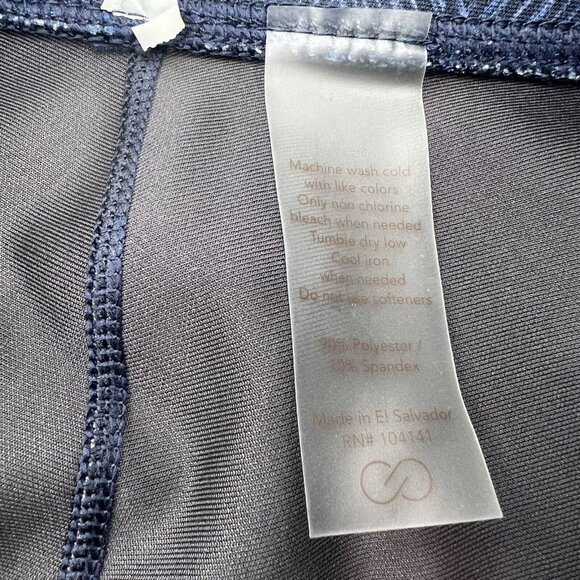 Machine wash cold
with like colors
Only non chlorine
bleach when needed
Tumble dry low
Cool iron
when needed
Do not use softeners
90% Polyester /
10% Spandex
Made in El Salvador
RN# 104141